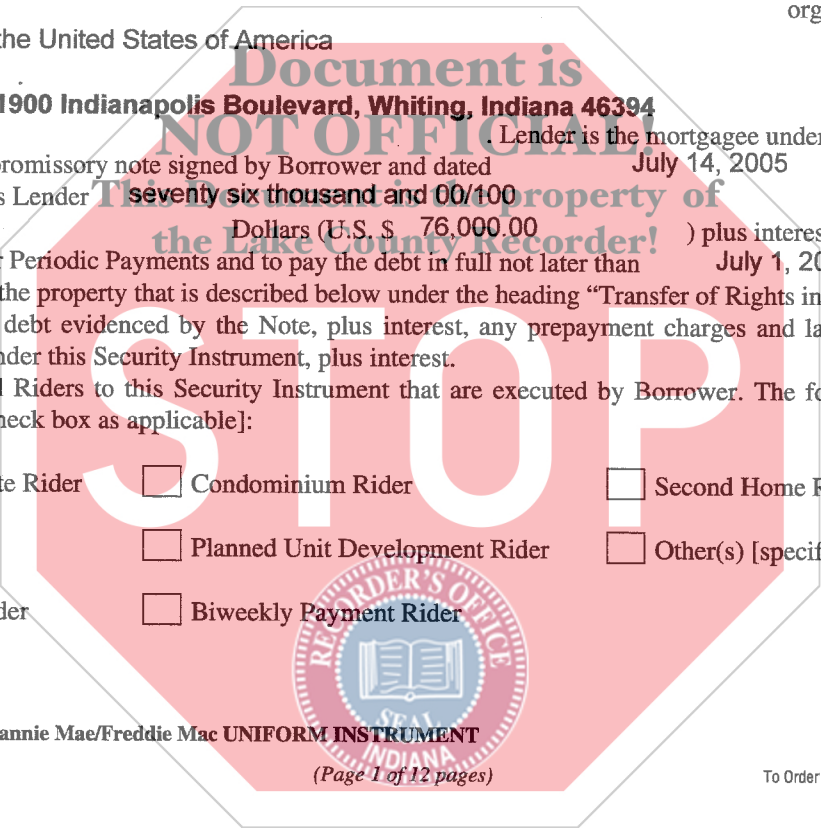 org
the United States of America
Document is
1900 Indianapolis Boulevard, Whiting, Indiana 46394
NOT OFFICIAL!
. Lender is the mortgagee under
promissory note signed by Borrower and dated July 14, 2005
s Lender seventy six thousand and 00/100
This Document is the property of
Dollars (U.S. $ 76,000.00 ) plus interes
the Lake County Recorder!
r Periodic Payments and to pay the debt in full not later than July 1, 20
the property that is described below under the heading “Transfer of Rights in
debt evidenced by the Note, plus interest, any prepayment charges and la
nder this Security Instrument, plus interest.
l Riders to this Security Instrument that are executed by Borrower. The fo
heck box as applicable]:
STOP
te Rider Condominium Rider Second Home R
Planned Unit Development Rider Other(s) [specif
der Biweekly Payment Rider
RECORDER'S OFFICE
SEAL
INDIANA
annie Mae/Freddie Mac UNIFORM INSTRUMENT
(Page 1 of 12 pages)
To Order